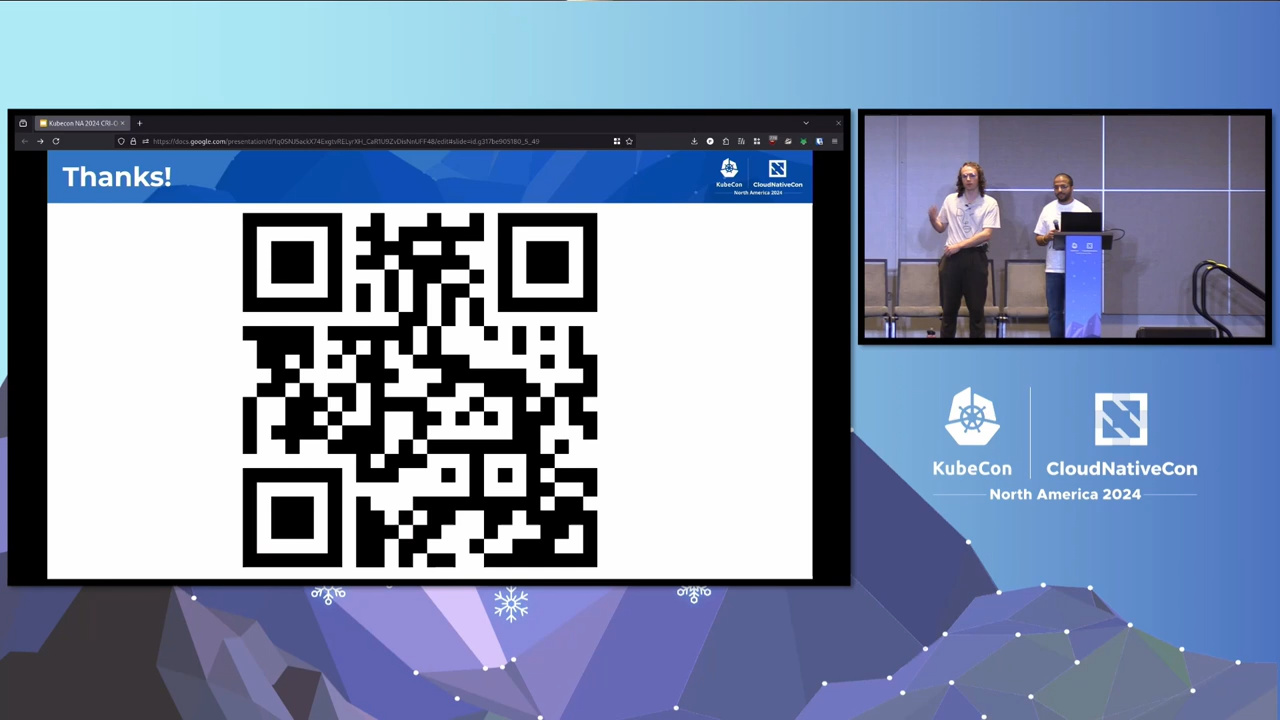 Kubecon NA 2024 CRI-O
Thanks!
KubeCon
CloudNativeCon
North America 2024
KubeCon
CloudNativeCon
North America 2024